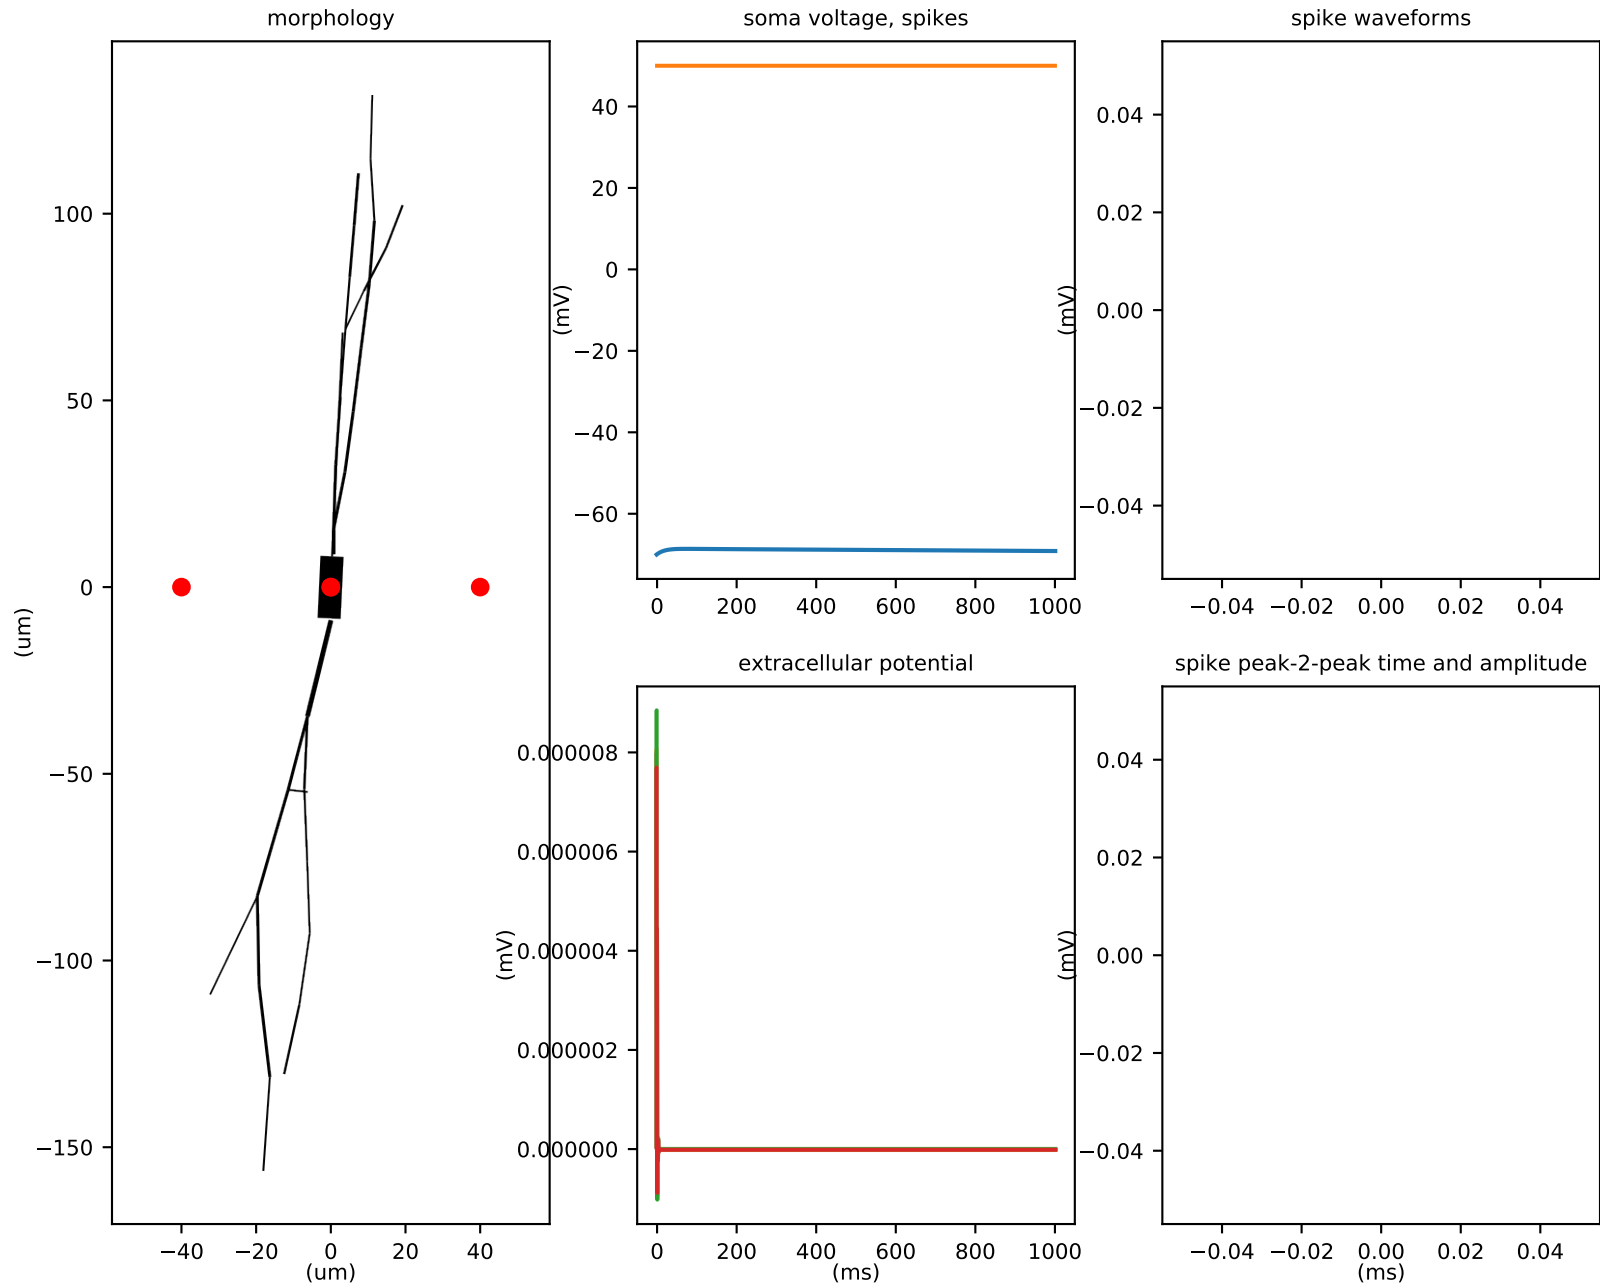 morphology
100
50
0
−50
−100
−150
(um)
−40 −20 0 20 40
(um)
soma voltage, spikes
40
20
0
−20
−40
−60
(mV)
0 200 400 600 800 1000
spike waveforms
0.04
0.02
0.00
−0.02
−0.04
(mV)
−0.04 −0.02 0.00 0.02 0.04
extracellular potential
0.000008
0.000006
0.000004
0.000002
0.000000
(mV)
0 200 400 600 800 1000
(ms)
spike peak-2-peak time and amplitude
0.04
0.02
0.00
−0.02
−0.04
(mV)
−0.04 −0.02 0.00 0.02 0.04
(ms)